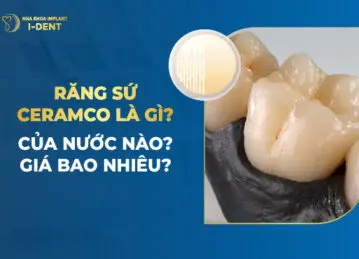 NHA KHOA IMPLANT
I-DENT
RĂNG SỨ
CERAMCO LÀ GÌ?
CỦA NƯỚC NÀO?
GIÁ BAO NHIÊU?